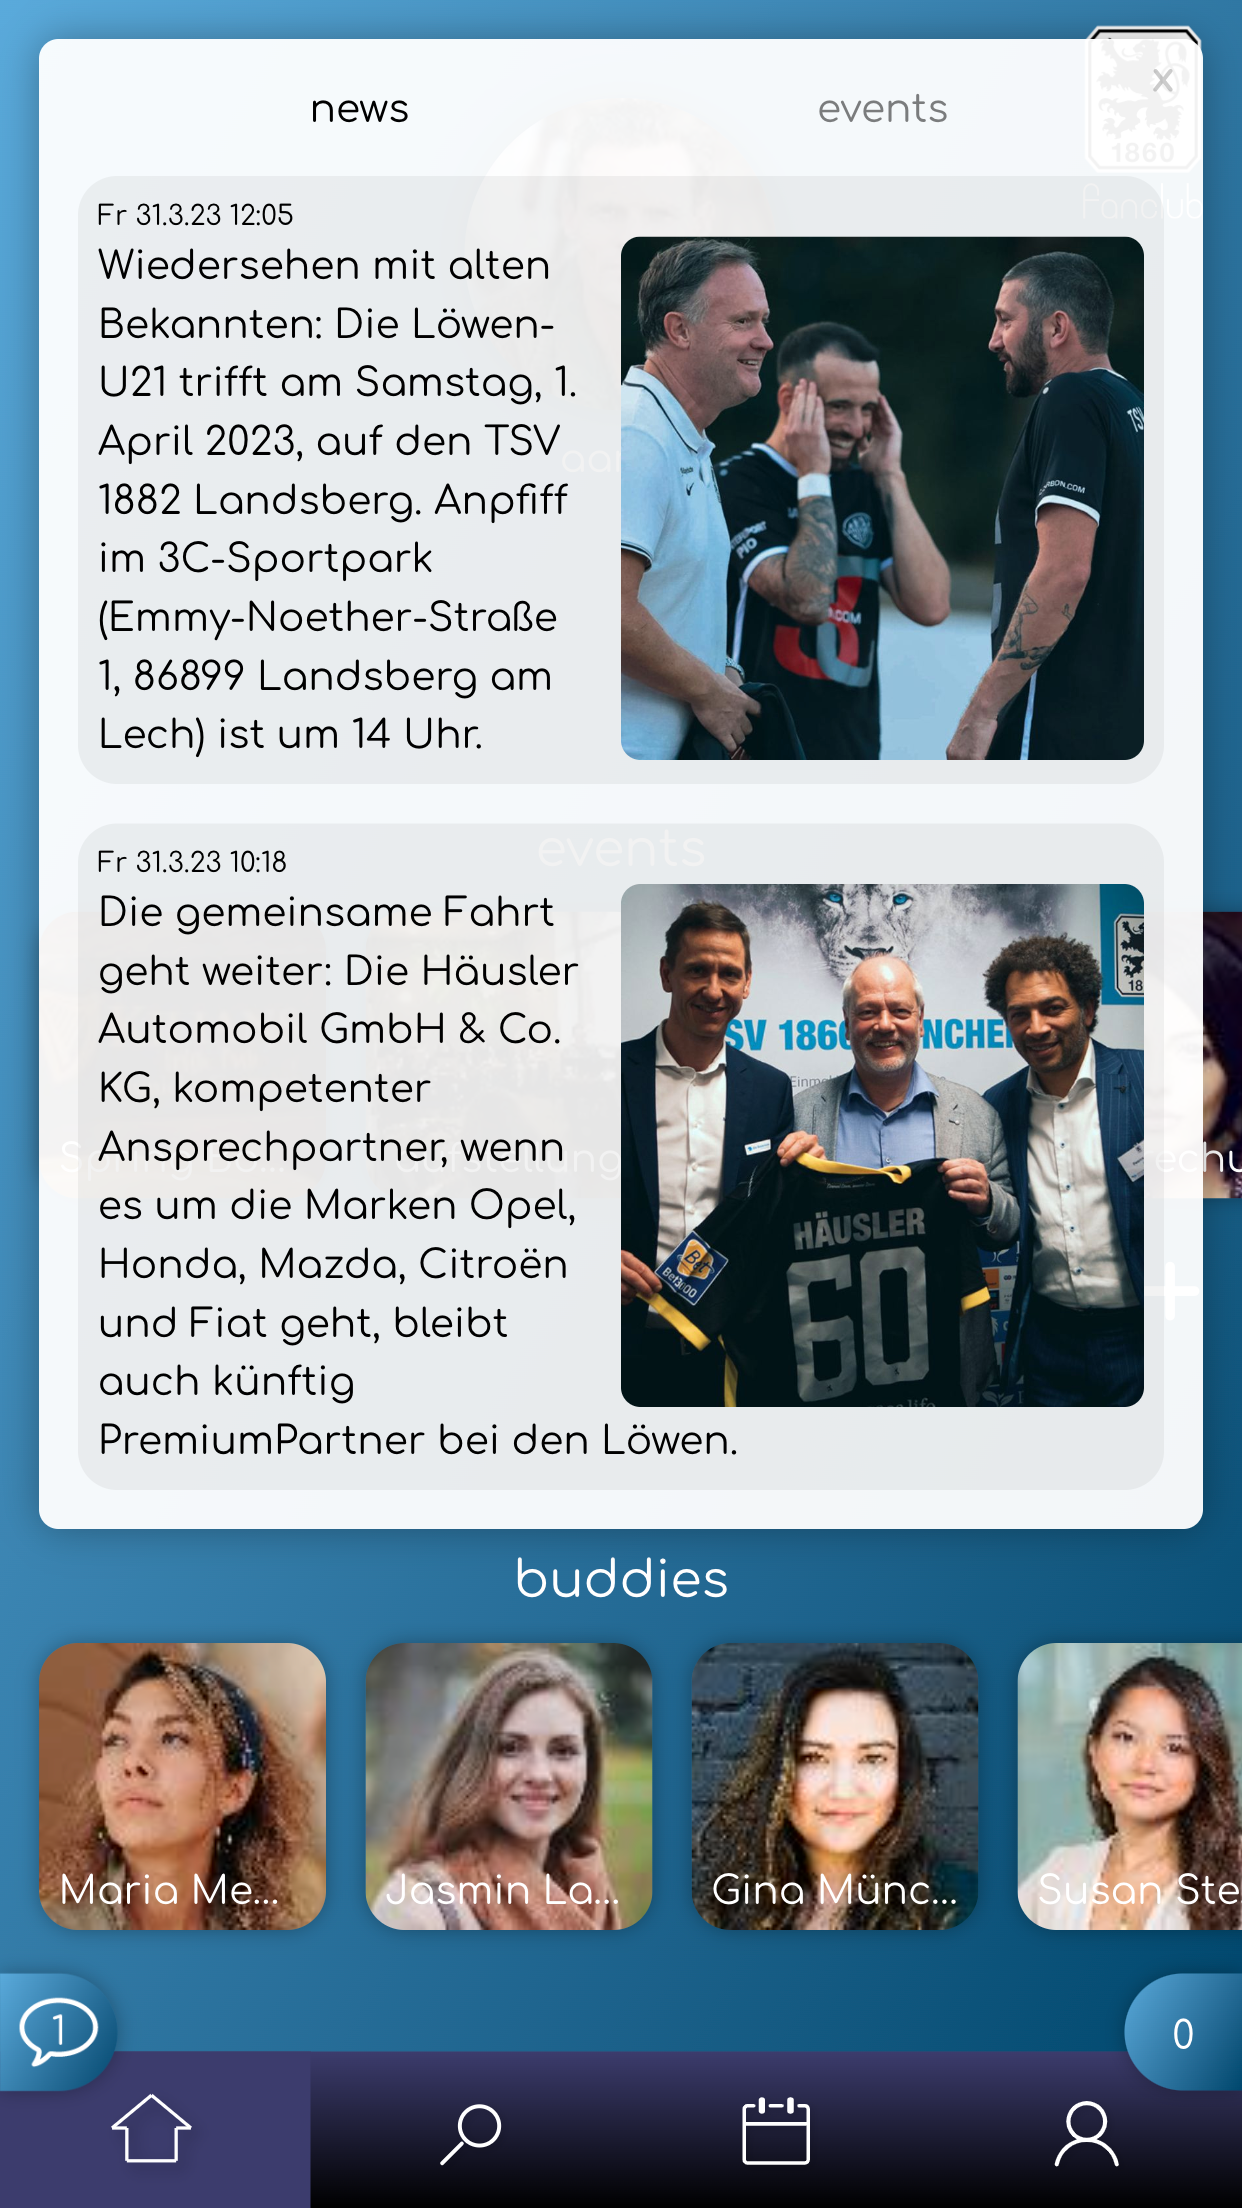 news
events
1860
fanclub
Fr 31.3.23 12:05
Wiedersehen mit alten
Bekannten: Die Löwen-
U21 trifft am Samstag, 1.
April 2023, auf den TSV
1882 Landsberg. Anpfiff
im 3C-Sportpark
(Emmy-Noether-Straße
1, 86899 Landsberg am
Lech) ist um 14 Uhr.
events
Fr 31.3.23 10:18
Die gemeinsame Fahrt
geht weiter: Die Häusler
Automobil GmbH & Co.
KG, kompetenter
Ansprechpartner, wenn
es um die Marken Opel,
Honda, Mazda, Citroën
und Fiat geht, bleibt
auch künftig
PremiumPartner bei den Löwen.
HÄUSLER
60
bet3000
buddies
Maria Me...
Jasmin La...
Gina Münc...
Susan Ste
1
0